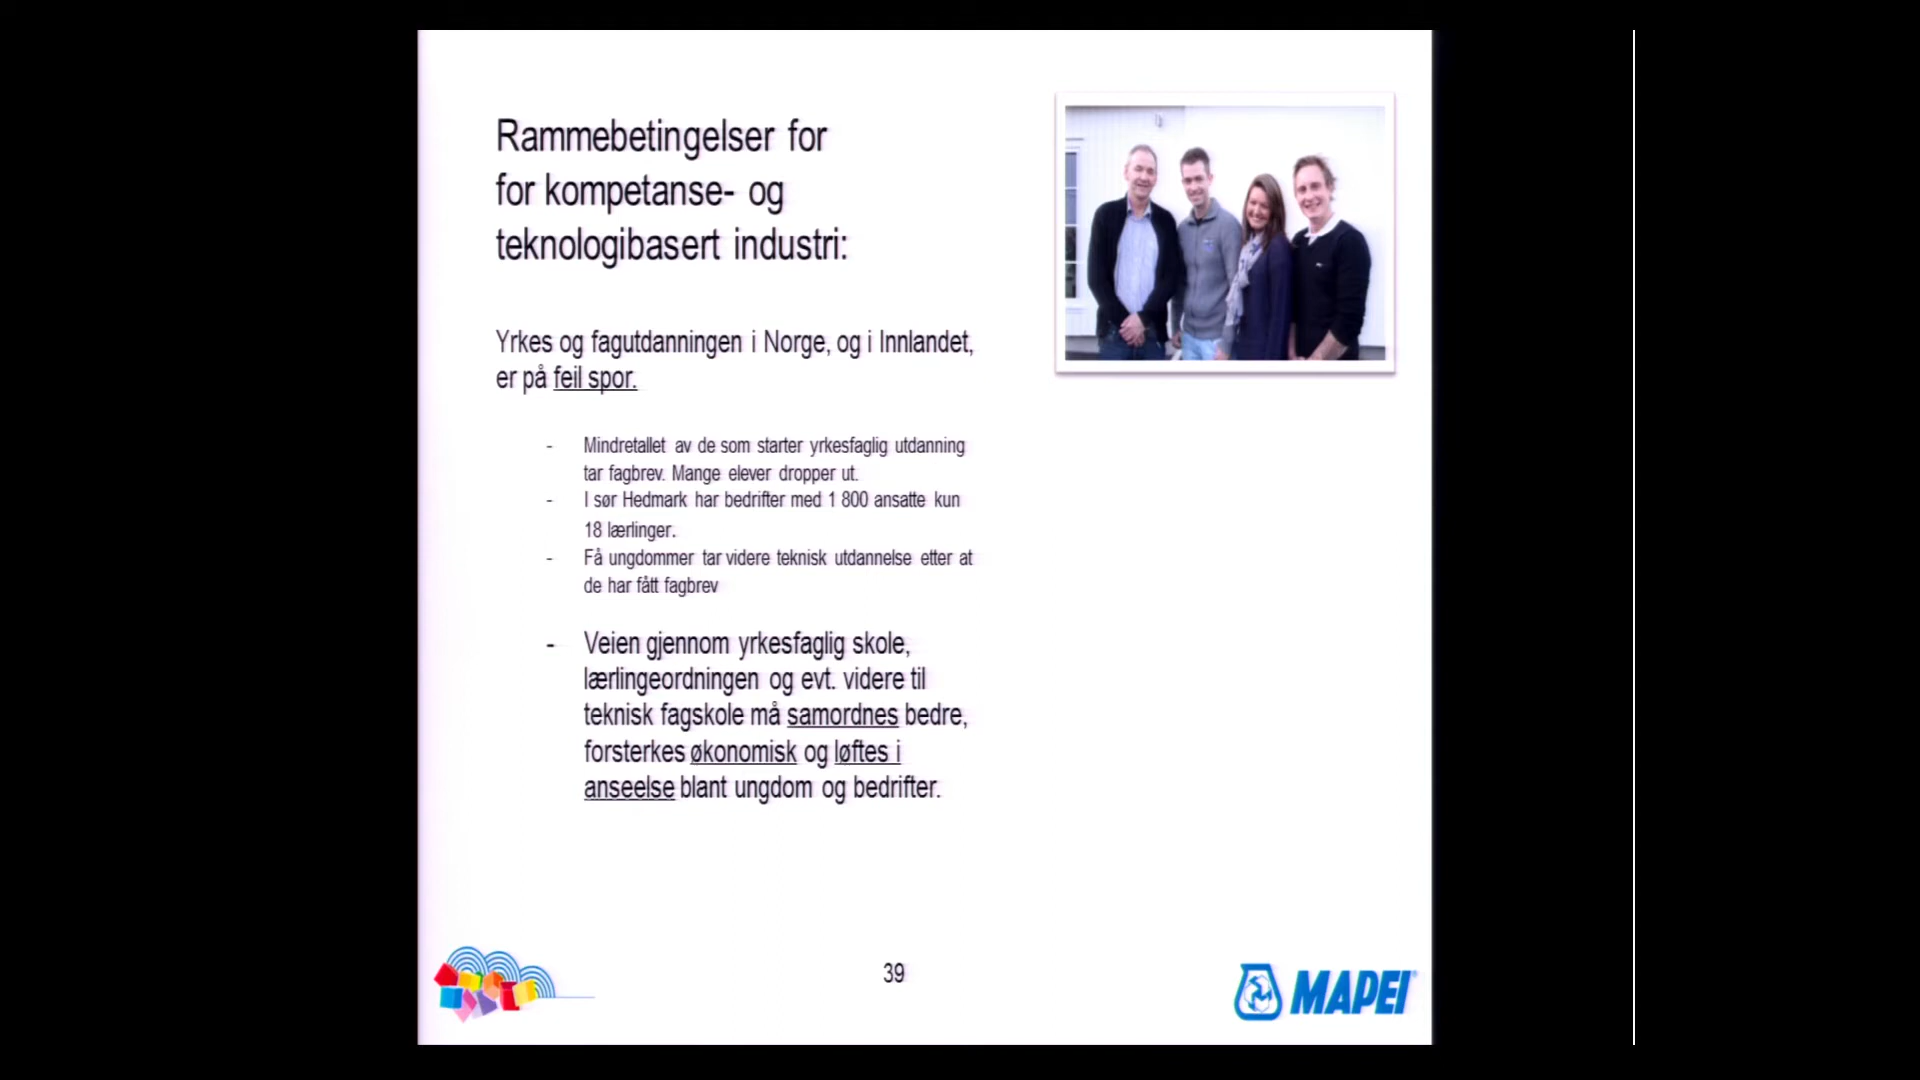 Rammebetingelser for
for kompetanse- og
teknologibasert industri:
Yrkes og fagutdanningen i Norge, og i Innlandet,
er på feil spor.
- Mindretallet av de som starter yrkesfaglig utdanning
tar fagbrev. Mange elever dropper ut.
- I sør Hedmark har bedrifter med 1 800 ansatte kun
18 lærlinger.
- Få ungdommer tar videre teknisk utdannelse etter at
de har fått fagbrev
- Veien gjennom yrkesfaglig skole,
lærlingeordningen og evt. videre til
teknisk fagskole må samordnes bedre,
forsterkes økonomisk og løftes i
anseelse blant ungdom og bedrifter.
39
MAPEI